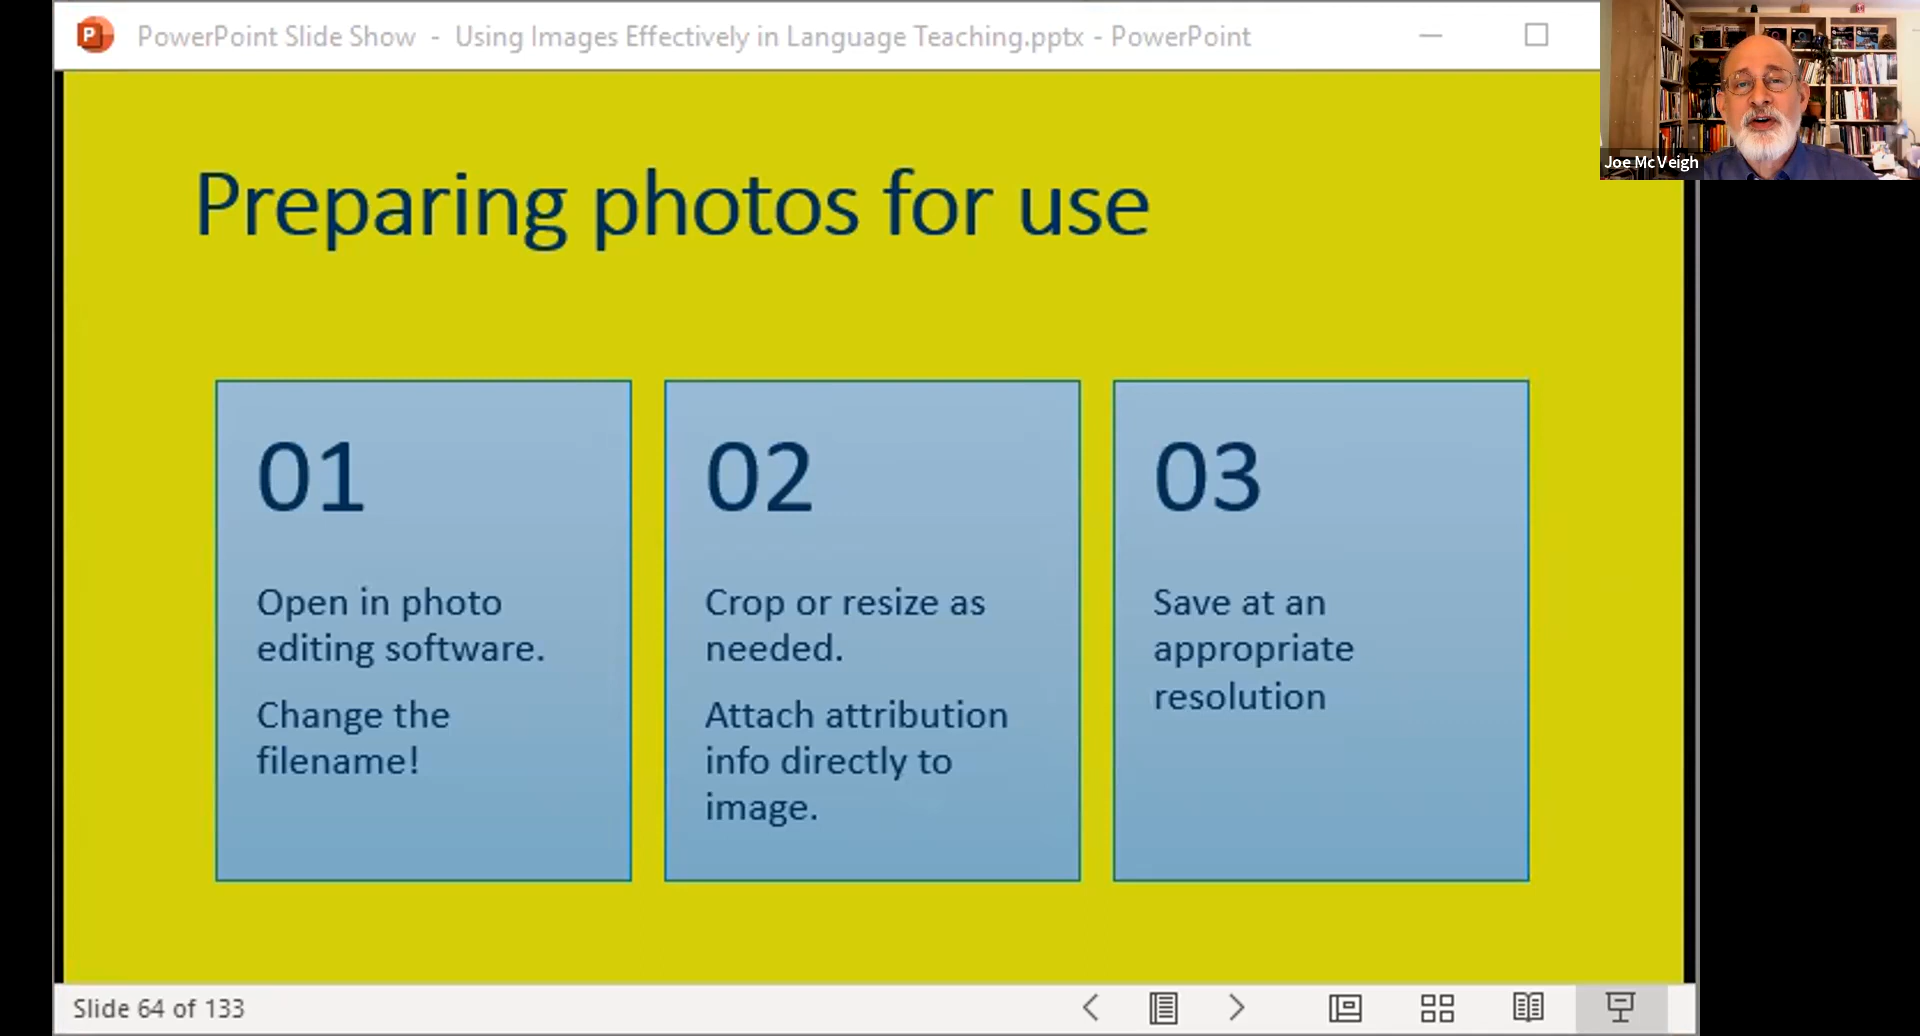 PowerPoint Slide Show - Using Images Effectively in Language Teaching.pptx - PowerPoint
Joe McVeigh
Preparing photos for use
01
Open in photo
editing software.
Change the
filename!
02
Crop or resize as
needed.
Attach attribution
info directly to
image.
03
Save at an
appropriate
resolution
Slide 64 of 133